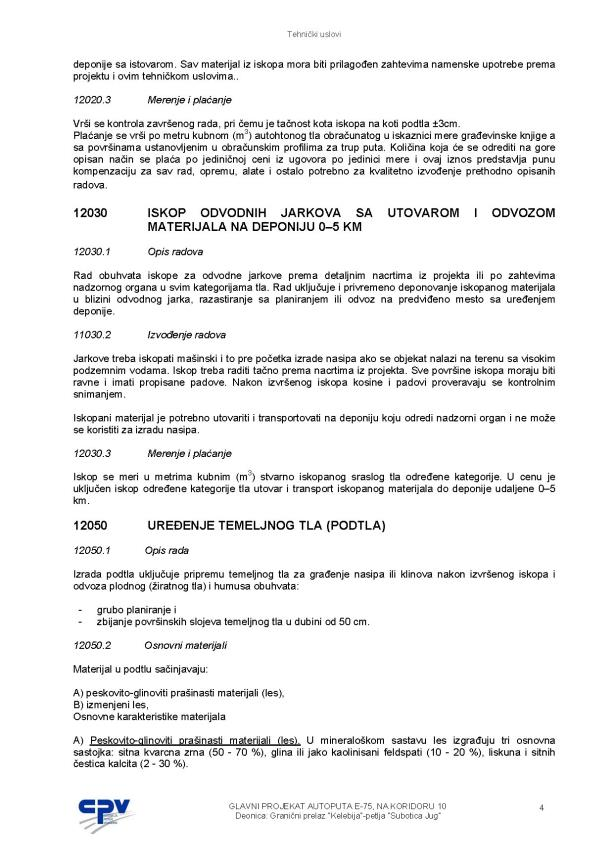 Tehnički uslovi
deponije sa istovarom. Sav materijal iz iskopa mora biti prilagođen zahtevima namenske upotrebe prema
projektu i ovim tehničkom uslovima..
12020.3 Merenje i plaćanje
Vrši se kontrola završenog rada, pri čemu je tačnost kota iskopa na koti podtla ±3cm.
Plaćanje se vrši po metru kubnom (m³) autohtonog tla obračunatog u iskaznici mere građevinske knjige a
sa površinama ustanovljenim u obračunskim profilima za trup puta. Količina koja će se odrediti na gore
opisan način se plaća po jediničnoj ceni iz ugovora po jedinici mere i ovaj iznos predstavlja punu
kompenzaciju za sav rad, opremu, alate i ostalo potrebno za kvalitetno izvođenje prethodno opisanih
radova.
12030 ISKOP ODVODNIH JARKOVA SA UTOVAROM I ODVOZOM
MATERIJALA NA DEPONIJU 0–5 KM
12030.1 Opis radova
Rad obuhvata iskope za odvodne jarkove prema detaljnim nacrtima iz projekta ili po zahtevima
nadzornog organa u svim kategorijama tla. Rad uključuje i privremeno deponovanje iskopanog materijala
u blizini odvodnog jarka, razastiranje sa planiranjem ili odvoz na predviđeno mesto sa uređenjem
deponije.
11030.2 Izvođenje radova
Jarkove treba iskopati mašinski i to pre početka izrade nasipa ako se objekat nalazi na terenu sa visokim
podzemnim vodama. Iskop treba raditi tačno prema nacrtima iz projekta. Sve površine iskopa moraju biti
ravne i imati propisane padove. Nakon izvršenog iskopa kosine i padovi proveravaju se kontrolnim
snimanjem.
Iskopani materijal je potrebno utovariti i transportovati na deponiju koju odredi nadzorni organ i ne može
se koristiti za izradu nasipa.
12030.3 Merenje i plaćanje
Iskop se meri u metrima kubnim (m³) stvarno iskopanog sraslog tla određene kategorije. U cenu je
uključen iskop određene kategorije tla utovar i transport iskopanog materijala do deponije udaljene 0–5
km.
12050 UREĐENJE TEMELJNOG TLA (PODTLA)
12050.1 Opis rada
Izrada podtla uključuje pripremu temeljnog tla za građenje nasipa ili klinova nakon izvršenog iskopa i
odvoza plodnog (žiratnog tla) i humusa obuhvata:
- grubo planiranje i
- zbijanje površinskih slojeva temeljnog tla u dubini od 50 cm.
12050.2 Osnovni materijali
Materijal u podtlu sačinjavaju:
A) peskovito-glinoviti prašinasti materijali (les),
B) izmenjeni les,
Osnovne karakteristike materijala
A) Peskovito-glinoviti prašinasti materijali (les). U mineraloškom sastavu les izgrađuju tri osnovna
sastojka: sitna kvarcna zrna (50 - 70 %), glina ili jako kaolinisani feldspati (10 - 20 %), liskuna i sitnih
čestica kalcita (2 - 30 %).
CPV
GLAVNI PROJEKAT AUTOPUTA E-75, NA KORIDORU 10
Deonica: Granični prelaz "Kelebija"-petlja "Subotica Jug"
4